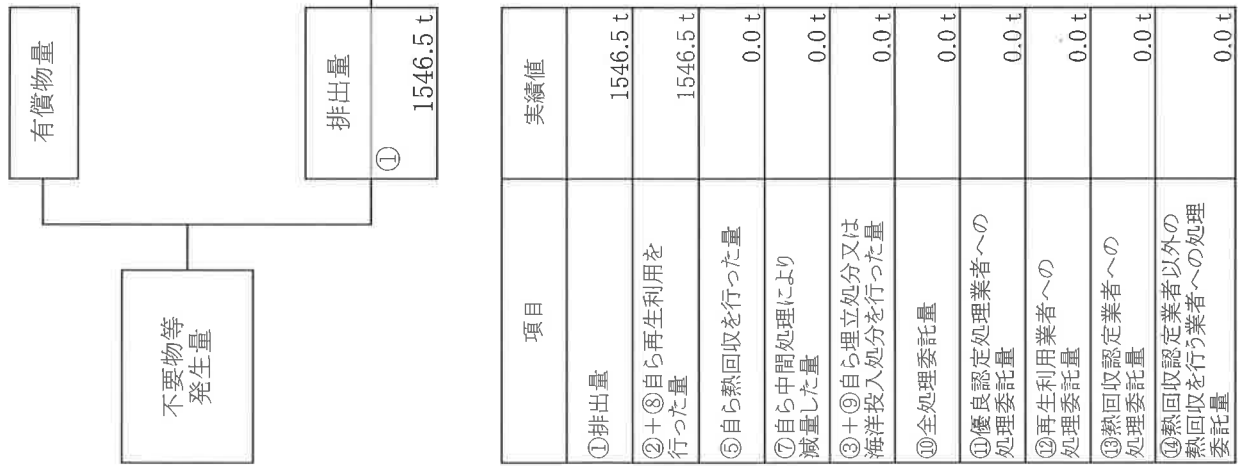 不要物等
発生量
有償物量
排出量
①
1546.5 t
項目
実績値
①排出量
1546.5 t
②+⑧自ら再生利用を
行った量
1546.5 t
⑤自ら熱回収を行った量
0.0 t
⑦自ら中間処理により
減量した量
0.0 t
③+⑨自ら埋立処分又は
海洋投入処分を行った量
0.0 t
⑩全処理委託量
0.0 t
⑪優良認定処理業者への
処理委託量
0.0 t
⑫再生利用業者への
処理委託量
0.0 t
⑬熱回収認定業者への
処理委託量
0.0 t
⑭熱回収認定業者以外の
熱回収を行う業者への処理
委託量
0.0 t